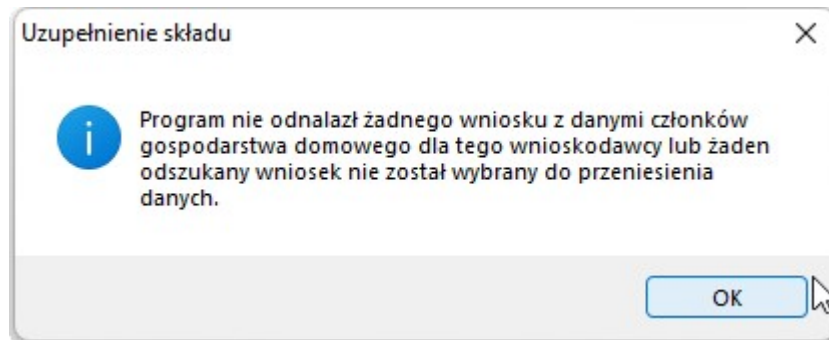 Uzupełnienie składu
Program nie odnalazł żadnego wniosku z danymi członków
gospodarstwa domowego dla tego wnioskodawcy lub żaden
odszukany wniosek nie został wybrany do przeniesienia
danych.
OK